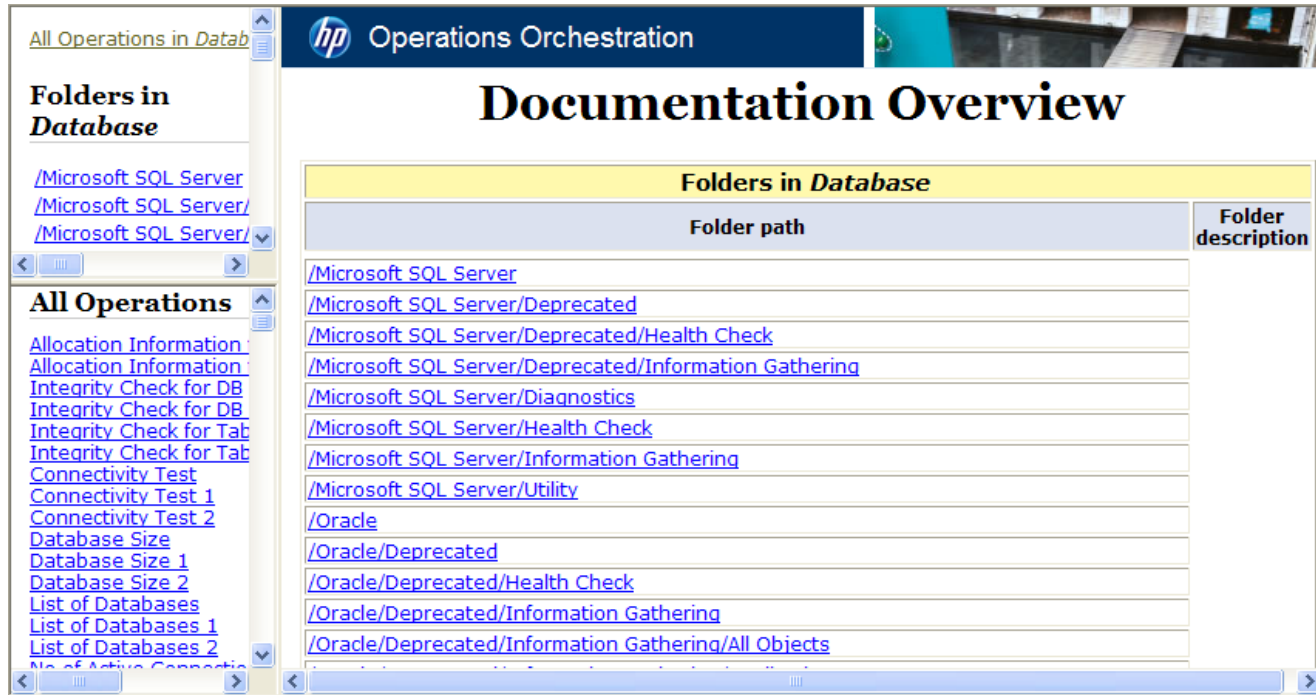 All Operations in Datab
Folders in
Database
/Microsoft SQL Server
/Microsoft SQL Server/
/Microsoft SQL Server/
All Operations
Allocation Information
Allocation Information
Integrity Check for DB
Integrity Check for DB
Integrity Check for Tab
Integrity Check for Tab
Connectivity Test
Connectivity Test 1
Connectivity Test 2
Database Size
Database Size 1
Database Size 2
List of Databases
List of Databases 1
List of Databases 2
No of Active Connectio
hp Operations Orchestration
Documentation Overview
Folders in Database
Folder path
Folder
description
/Microsoft SQL Server
/Microsoft SQL Server/Deprecated
/Microsoft SQL Server/Deprecated/Health Check
/Microsoft SQL Server/Deprecated/Information Gathering
/Microsoft SQL Server/Diagnostics
/Microsoft SQL Server/Health Check
/Microsoft SQL Server/Information Gathering
/Microsoft SQL Server/Utility
/Oracle
/Oracle/Deprecated
/Oracle/Deprecated/Health Check
/Oracle/Deprecated/Information Gathering
/Oracle/Deprecated/Information Gathering/All Objects